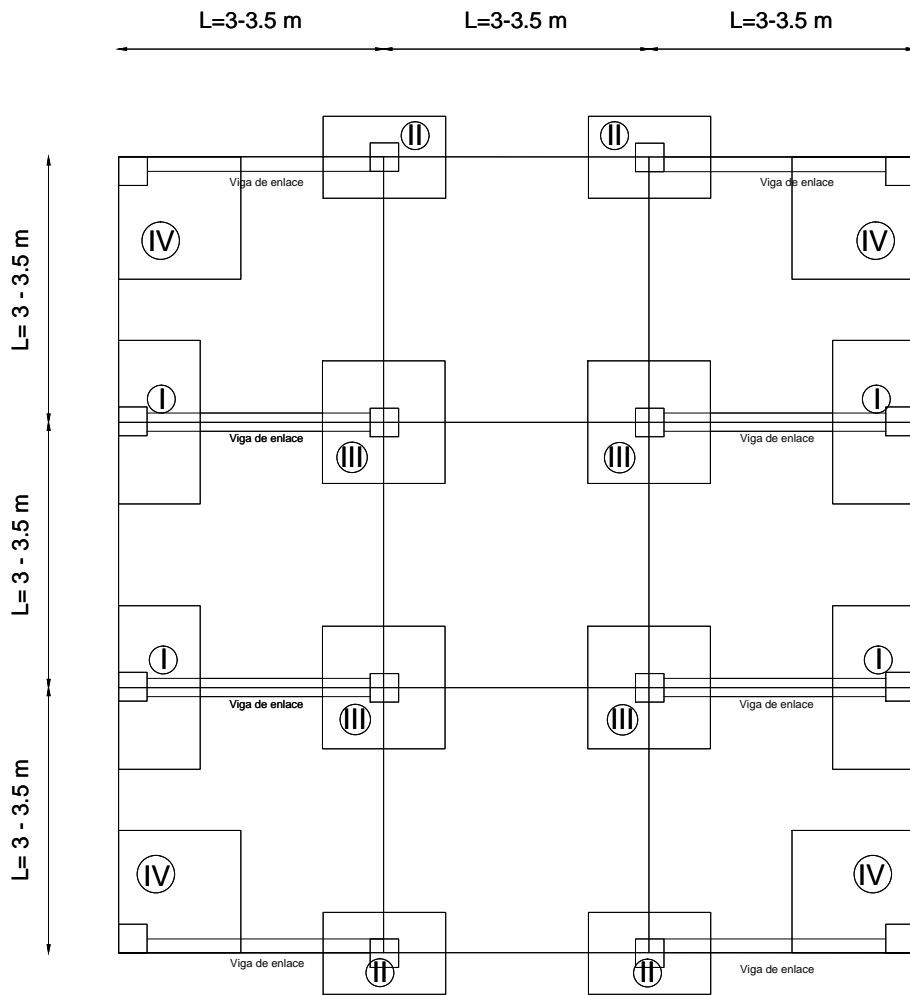 L=3-3.5 m
L=3-3.5 m
L=3-3.5 m
II
II
Viga de enlace
Viga de enlace
IV
IV
L= 3 - 3.5 m
I
I
Viga de enlace
Viga de enlace
III
III
L= 3 - 3.5 m
I
I
Viga de enlace
Viga de enlace
III
III
L= 3 - 3.5 m
IV
IV
Viga de enlace
Viga de enlace
II
II